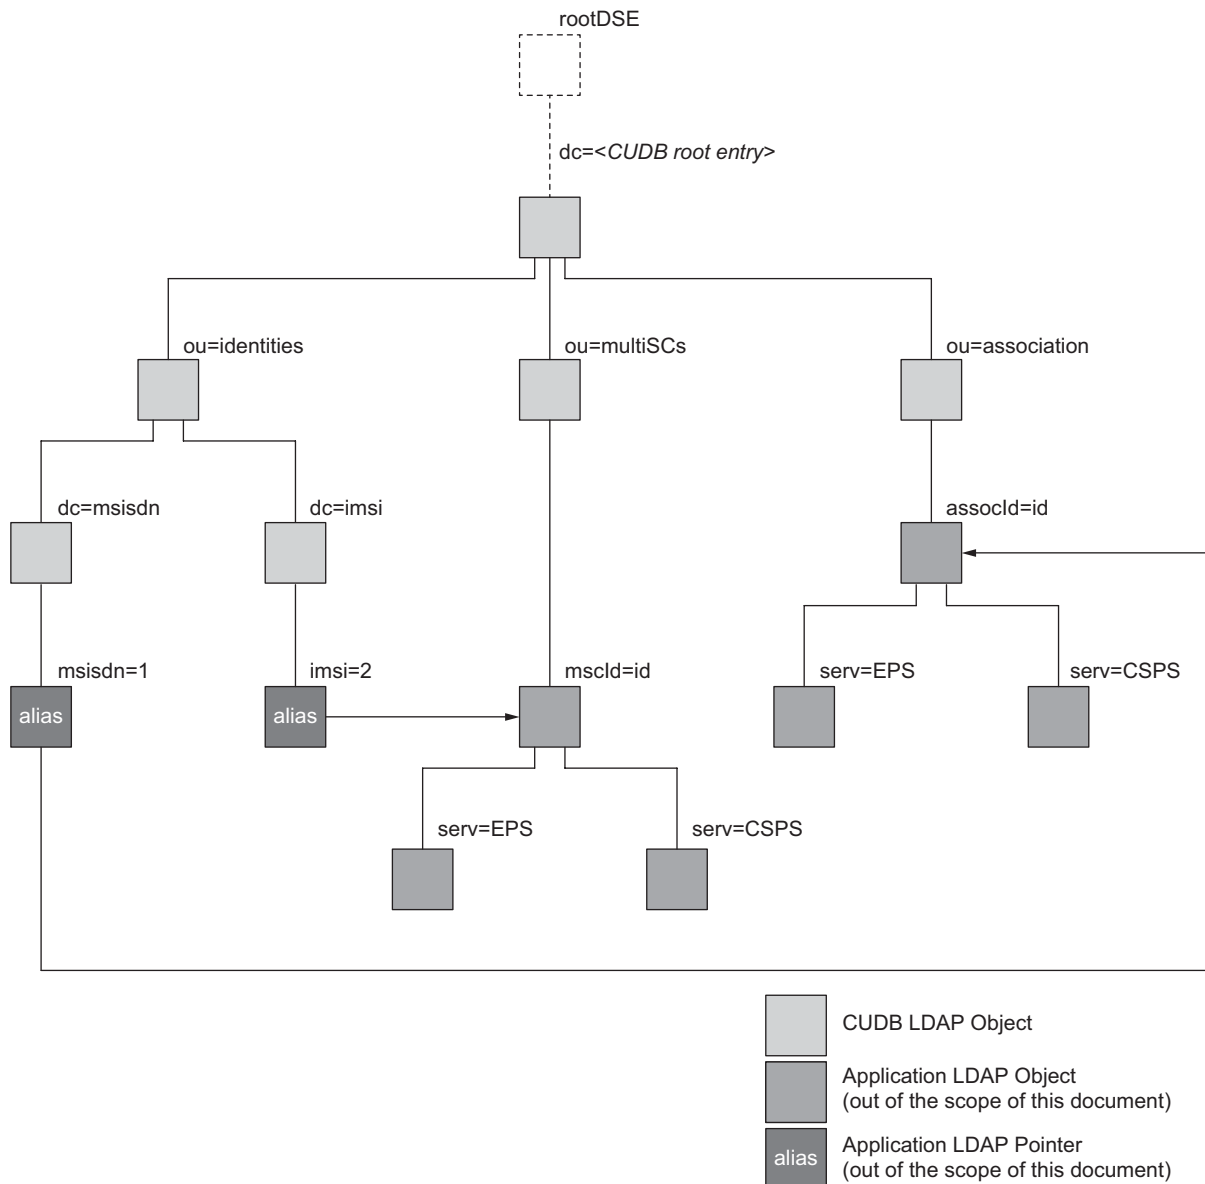 rootDSE
dc=<CUDB root entry>
ou=identities
ou=multiSCs
ou=association
dc=msisdn
dc=imsi
assocId=id
msisdn=1
imsi=2
mscId=id
serv=EPS
serv=CSPS
alias
alias
serv=EPS
serv=CSPS
CUDB LDAP Object
Application LDAP Object
(out of the scope of this document)
alias
Application LDAP Pointer
(out of the scope of this document)